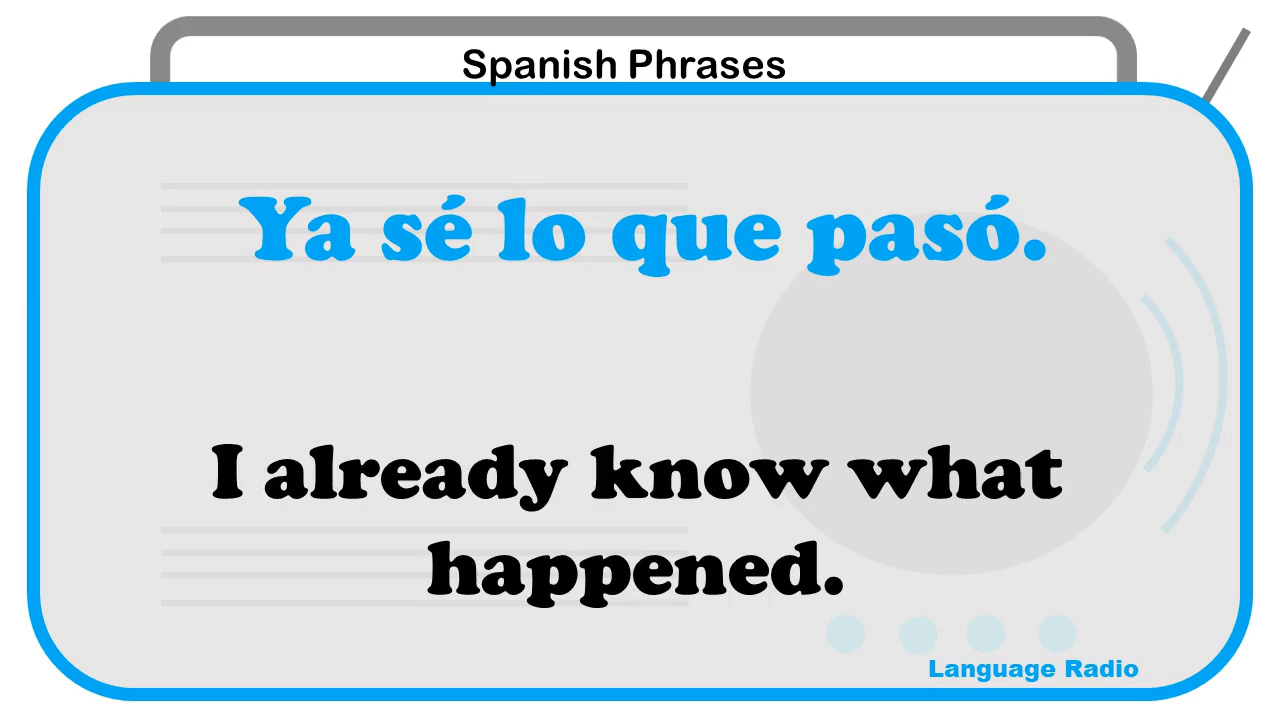 Spanish Phrases
Ya sé lo que pasó.
I already know what
happened.
Language Radio